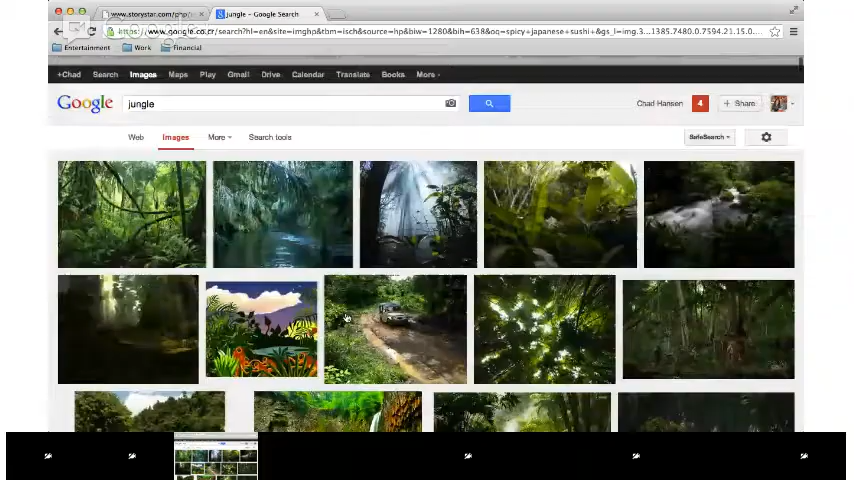 www.storystar.com/php/r
jungle - Google Search
https://www.google.co.cr/search?hl=en&site=imghp&tbm=isch&source=hp&biw=1280&bih=638&oq=spicy+japanese+sushi+&gs_l=img.3...1385.7480.0.7594.21.15.0....
Entertainment Work Financial
+Chad Search Images Maps Play Gmail Drive Calendar Translate Books More
Google jungle Chad Hansen 4 + Share
Web Images More Search tools SafeSearch